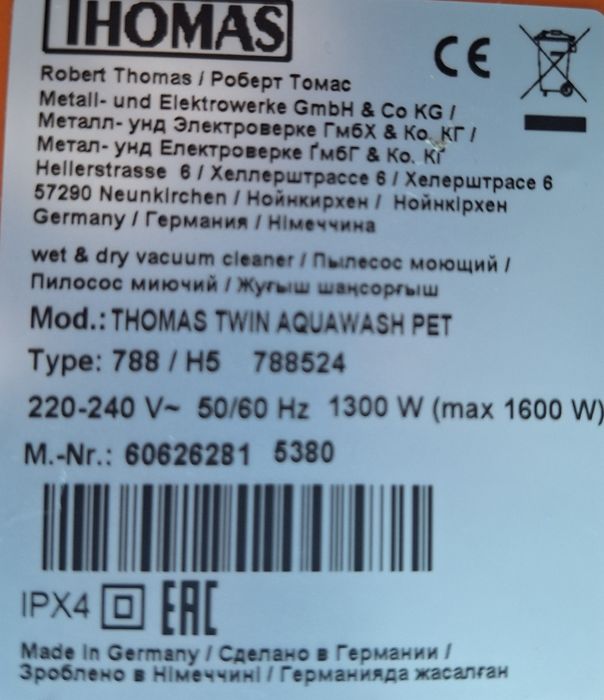 THOMAS
CE
Robert Thomas / Роберт Томас
Metall- und Elektrowerke GmbH & Co KG /
Металл- унд Электроверке ГмбХ & Ко. КГ /
Метал- унд Електроверке ҐмбГ & Ко. КҐ
Hellerstrasse 6 / Хеллерштрассе 6 / Хелерштрасе 6
57290 Neunkirchen / Нойнкирхен / Нойнкірхен
Germany / Германия / Німеччина
wet & dry vacuum cleaner / Пылесос моющий /
Пилосос миючий / Жуғыш шаңсорғыш
Mod.: THOMAS TWIN AQUAWASH PET
Type: 788 / H5 788524
220-240 V~ 50/60 Hz 1300 W (max 1600 W)
M.-Nr.: 60626281 5380
IPX4 EAC
Made in Germany / Сделано в Германии /
Зроблено в Німеччині / Германияда жасалған